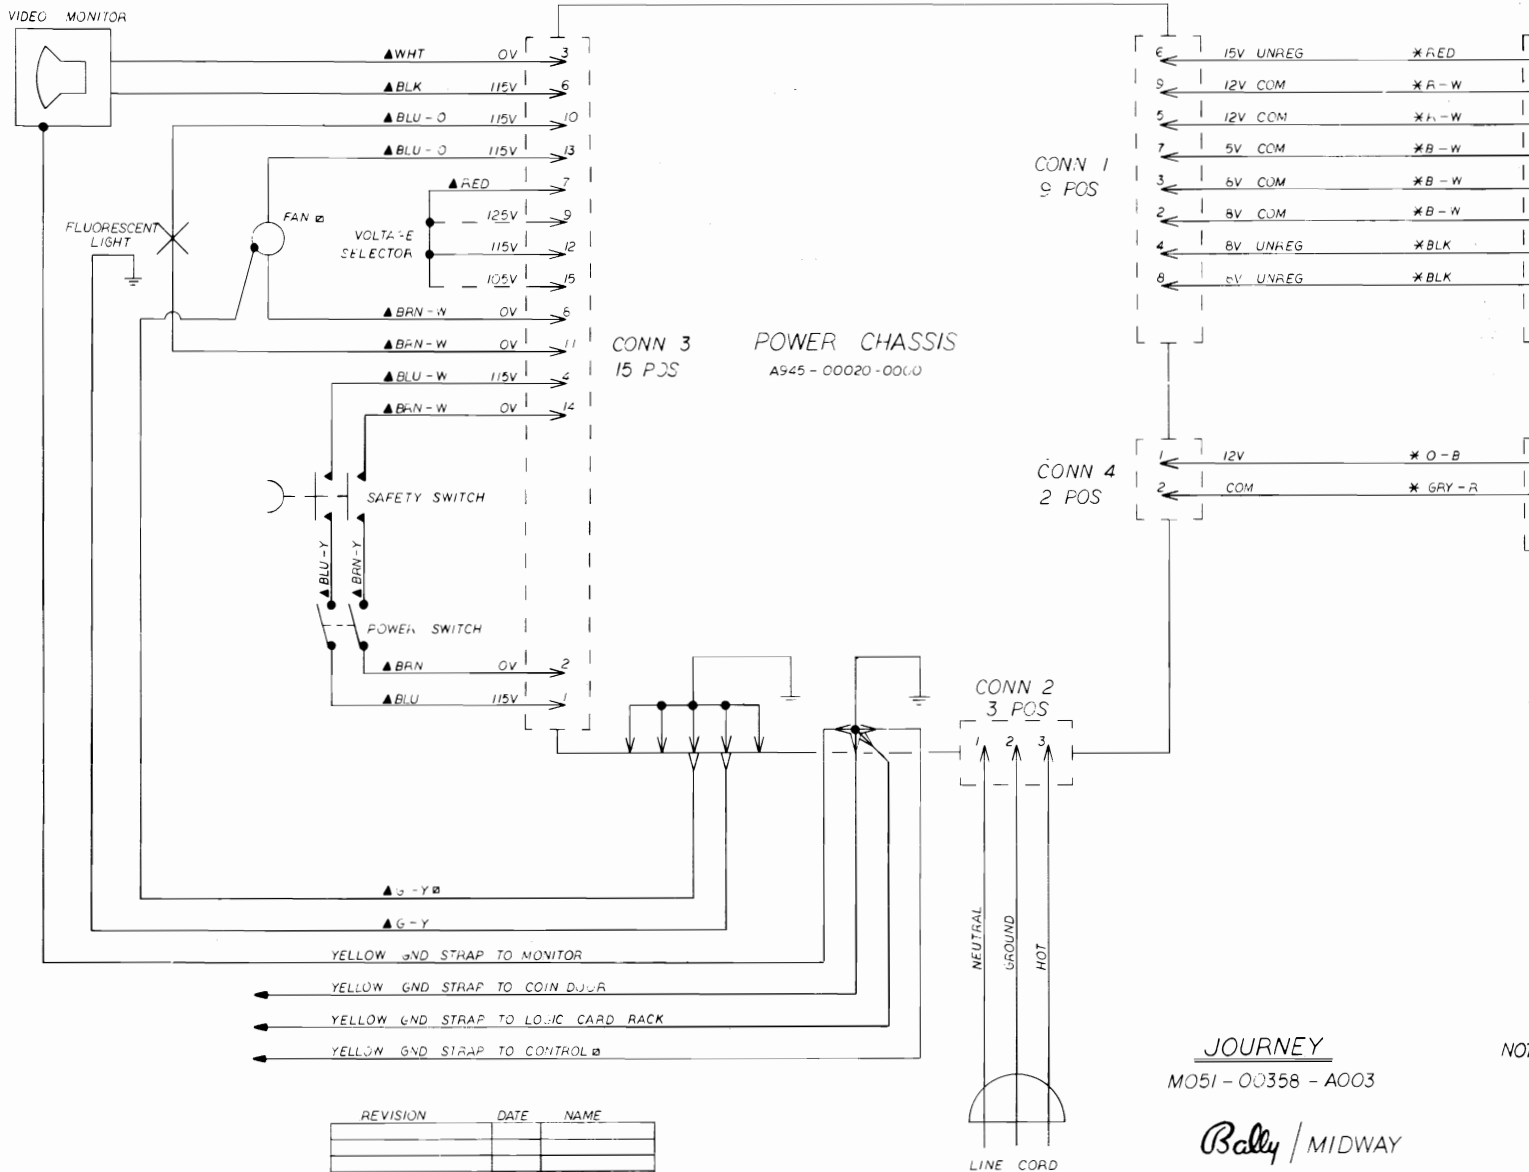 VIDEO MONITOR
▲WHT 0V 3
▲BLK 115V 6
▲BLU-O 115V 10
▲BLU-O 115V 13
▲RED 7
125V 9
115V 12
105V 15
VOLTAGE
SELECTOR
FAN
FLUORESCENT
LIGHT
▲BRN-W 0V 8
▲BRN-W 0V 11
▲BLU-W 115V 4
▲BRN-W 0V 14
SAFETY SWITCH
▲BLU-Y
▲BRN-Y
POWER SWITCH
▲BRN 0V 2
▲BLU 115V 1
CONN 3
15 POS
POWER CHASSIS
A945-00020-0000
CONN 1
9 POS
6 15V UNREG *RED
9 12V COM *R-W
5 12V COM *R-W
7 5V COM *B-W
3 6V COM *B-W
2 8V COM *B-W
4 8V UNREG *BLK
8 6V UNREG *BLK
CONN 4
2 POS
1 12V * O-B
2 COM * GRY-R
CONN 2
3 POS
1 2 3
NEUTRAL
GROUND
HOT
LINE CORD
▲G-Y
▲G-Y
YELLOW GND STRAP TO MONITOR
YELLOW GND STRAP TO COIN DOOR
YELLOW GND STRAP TO LOGIC CARD RACK
YELLOW GND STRAP TO CONTROL
REVISION DATE NAME
JOURNEY
M051-00358-A003
Bally / MIDWAY